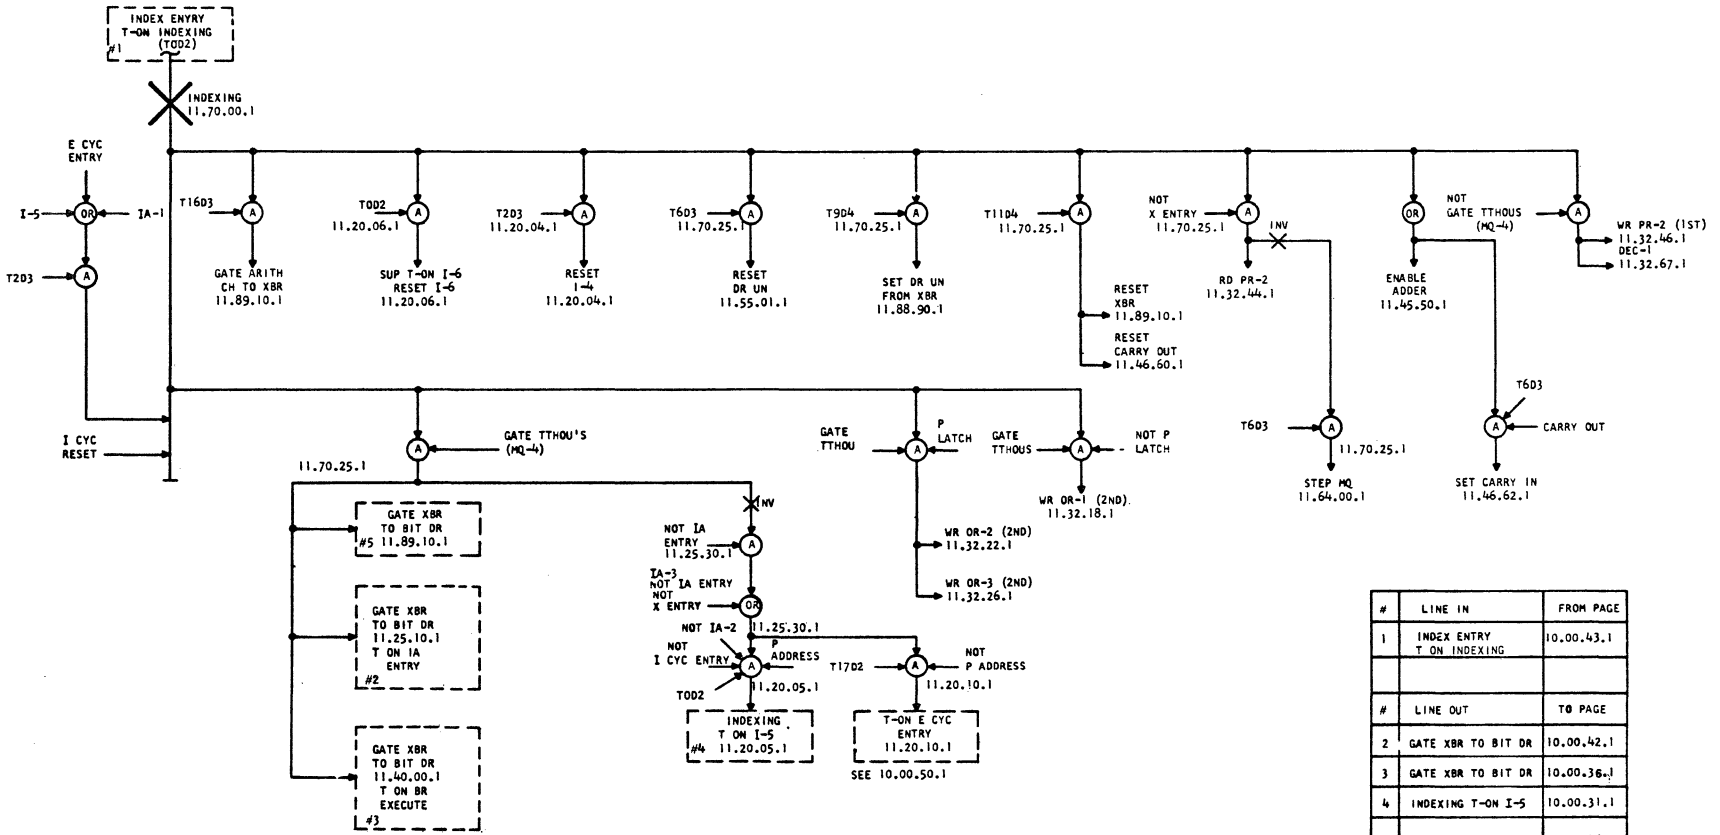 INDEX ENYRY
T-ON INDEXING
(TOD2)
#1
INDEXING
11.70.00.1
E CYC
ENTRY
I-5
OR
IA-1
T2D3
A
I CYC
RESET
T16D3
A
GATE ARITH
CH TO XBR
11.89.10.1
TOD2
11.20.06.1
A
SUP T-ON I-6
RESET I-6
11.20.06.1
T2D3
11.20.04.1
A
RESET
I-4
11.20.04.1
T6D3
11.70.25.1
A
RESET
DR UN
11.55.01.1
T9D4
11.70.25.1
A
SET DR UN
FROM XBR
11.88.90.1
T11D4
11.70.25.1
A
RESET
XBR
11.89.10.1
RESET
CARRY OUT
11.46.60.1
NOT
X ENTRY
11.70.25.1
A
INV
RD PR-2
11.32.44.1
T6D3
A
11.70.25.1
STEP MQ
11.64.00.1
OR
ENABLE
ADDER
11.45.50.1
T6D3
A
CARRY OUT
SET CARRY IN
11.46.62.1
NOT
GATE TTHOUS
(MQ-4)
A
WR PR-2 (1ST)
11.32.46.1
DEC-1
11.32.67.1
A
GATE TTHOU'S
(MQ-4)
11.70.25.1
GATE XBR
TO BIT DR
#5 11.89.10.1
GATE XBR
TO BIT DR
11.25.10.1
T ON IA
ENTRY
#2
GATE XBR
TO BIT DR
11.40.00.1
T ON BR
EXECUTE
#3
INV
NOT IA
ENTRY
11.25.30.1
A
IA-3
NOT IA ENTRY
NOT
X ENTRY
OR
11.25.30.1
NOT IA-2
NOT
I CYC ENTRY
TOD2
A
P
ADDRESS
11.20.05.1
INDEXING
T ON I-5
#4 11.20.05.1
T17D2
A
NOT
P ADDRESS
11.20.10.1
T-ON E CYC
ENTRY
11.20.10.1
SEE 10.00.50.1
GATE
TTHOU
A
P
LATCH
WR OR-2 (2ND)
11.32.22.1
WR OR-3 (2ND)
11.32.26.1
GATE
TTHOUS
A
NOT P
LATCH
WR OR-1 (2ND)
11.32.18.1
# LINE IN FROM PAGE
1 INDEX ENTRY 10.00.43.1
T ON INDEXING
# LINE OUT TO PAGE
2 GATE XBR TO BIT DR 10.00.42.1
3 GATE XBR TO BIT DR 10.00.36.1
4 INDEXING T-ON I-5 10.00.31.1